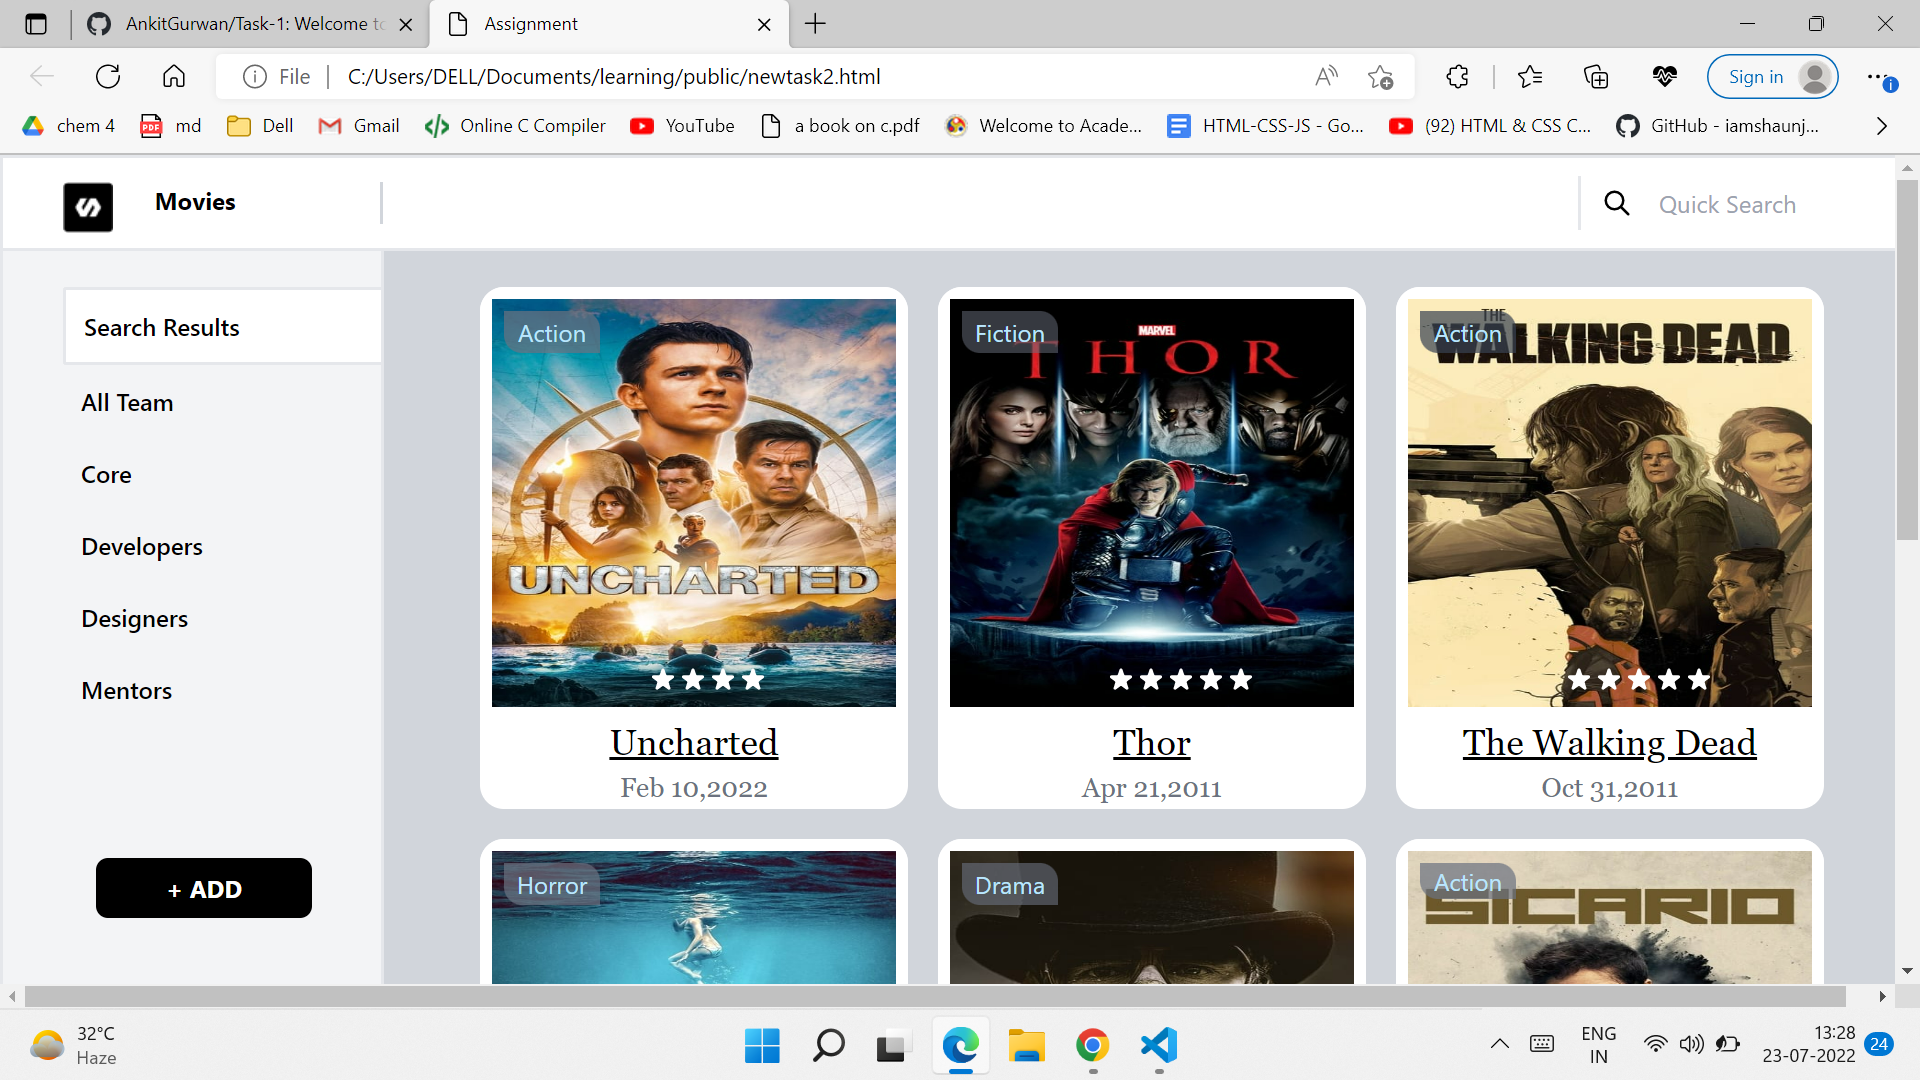 AnkitGurwan/Task-1: Welcome to
Assignment
File
C:/Users/DELL/Documents/learning/public/newtask2.html
Sign in
chem 4
md
Dell
Gmail
Online C Compiler
YouTube
a book on c.pdf
Welcome to Acade...
HTML-CSS-JS - Go...
(92) HTML & CSS C...
GitHub - iamshaunj...
Movies
Quick Search
Search Results
All Team
Core
Developers
Designers
Mentors
+ ADD
Action
UNCHARTED
Uncharted
Feb 10,2022
Fiction
MARVEL
THOR
Thor
Apr 21,2011
Action
THE
WALKING DEAD
The Walking Dead
Oct 31,2011
Horror
Drama
Action
SICARIO
32°C
Haze
ENG
IN
13:28
23-07-2022
24